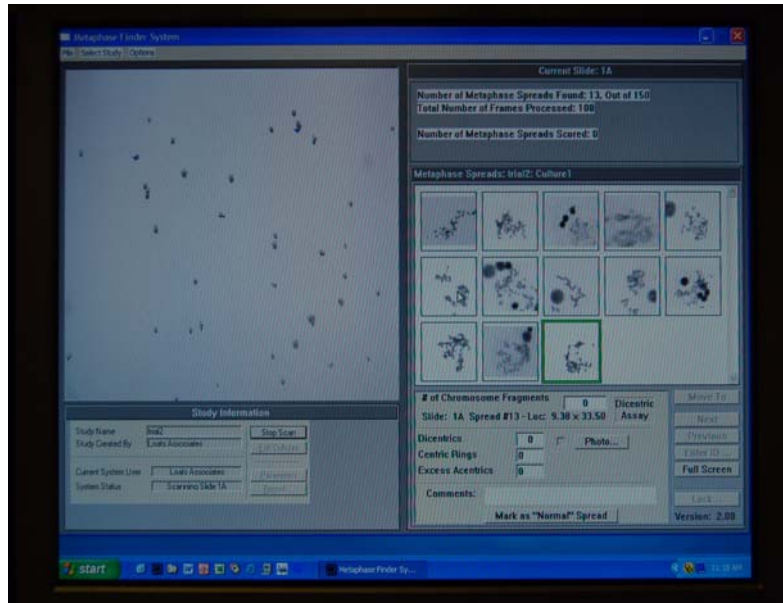 Metaphase Finder System
File Select Study Options
Current Slide: 1A
Number of Metaphase Spreads Found: 13, Out of 150
Total Number of Frames Processed: 108
Number of Metaphase Spreads Scored: 0
Metaphase Spreads: trial2: Culture1
# of Chromosome Fragments 0 Dicentric Assay
Slide: 1A Spread #13 - Loc: 9.38 x 33.50
Dicentrics 0 Photo...
Centric Rings 0
Excess Acentrics 0
Comments:
Mark as "Normal" Spread
Move To
Next
Previous
Enter ID ...
Full Screen
Lock ...
Version: 2.00
Study Information
Study Name trial2 Stop Scan
Study Created By Loats Associates
Current System User Loats Associates Parameters
System Status Scanning Slide 1A
start Metaphase Finder Sy...
11:18 AM